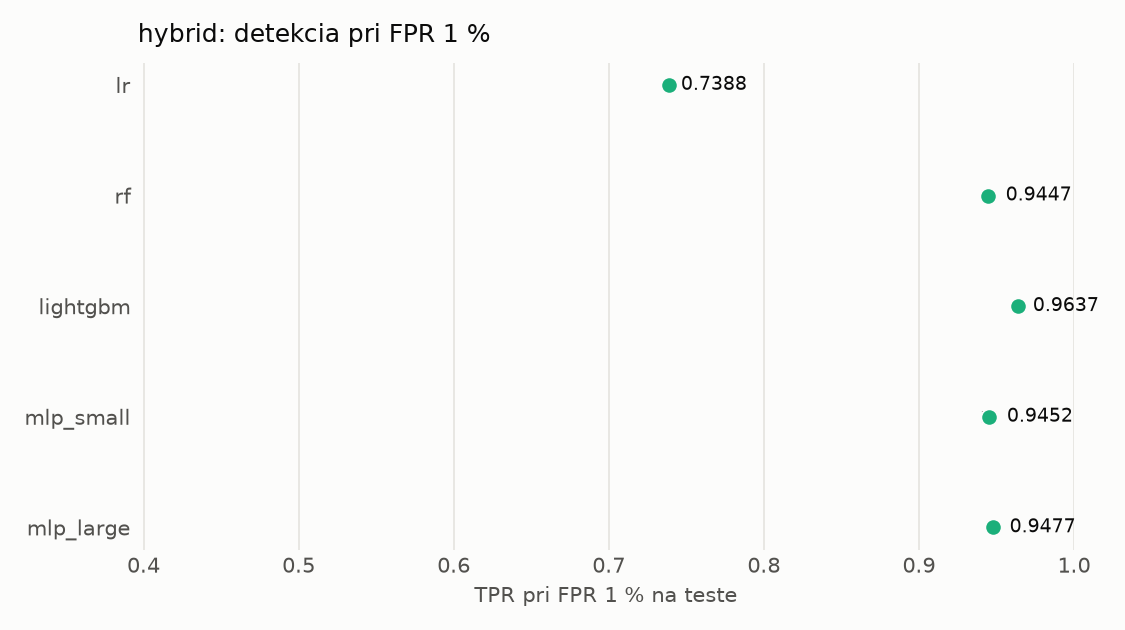 hybrid: detekcia pri FPR 1 %
lr 0.7388
rf 0.9447
lightgbm 0.9637
mlp_small 0.9452
mlp_large 0.9477
0.4 0.5 0.6 0.7 0.8 0.9 1.0
TPR pri FPR 1 % na teste